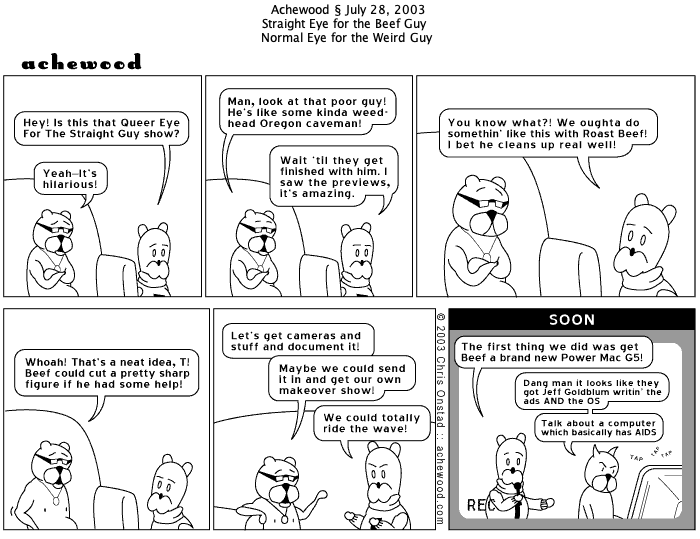 Achewood § July 28, 2003
Straight Eye for the Beef Guy
Normal Eye for the Weird Guy
achewood
Hey! Is this that Queer Eye
For The Straight Guy show?
Yeah—It's
hilarious!
Man, look at that poor guy!
He's like some kinda weed-
head Oregon caveman!
Wait 'til they get
finished with him. I
saw the previews,
it's amazing.
You know what?! We oughta do
somethin' like this with Roast Beef!
I bet he cleans up real well!
Whoah! That's a neat idea, T!
Beef could cut a pretty sharp
figure if he had some help!
Let's get cameras and
stuff and document it!
Maybe we could send
it in and get our own
makeover show!
We could totally
ride the wave!
© 2003 Chris Onstad :: achewood.com
SOON
The first thing we did was get
Beef a brand new Power Mac G5!
Dang man it looks like they
got Jeff Goldblum writin' the
ads AND the OS
Talk about a computer
which basically has AIDS
TAP
TAP
TAP
REC